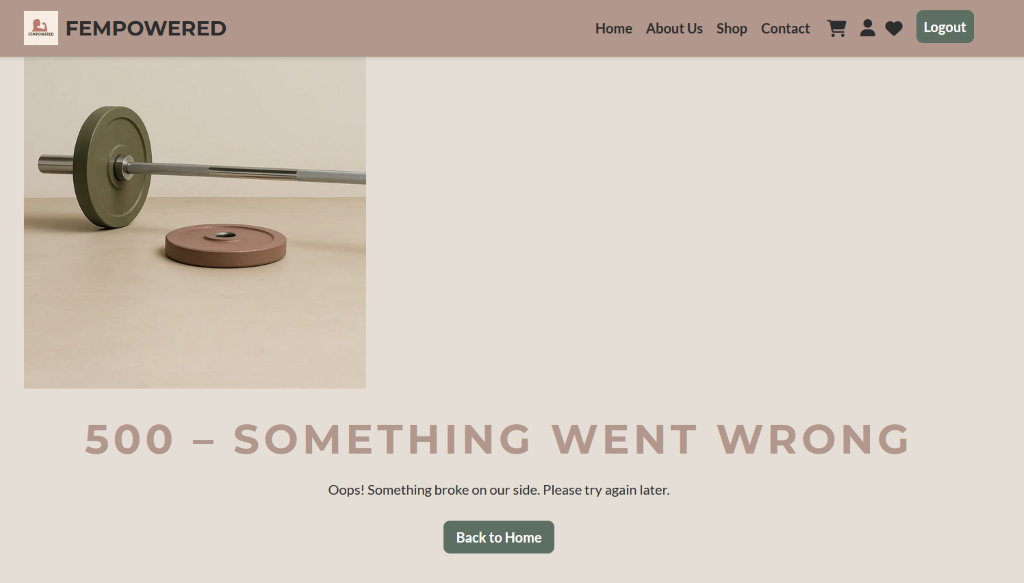 FEMPOWERED
FEMPOWERED
Home
About Us
Shop
Contact
Logout
500 – SOMETHING WENT WRONG
Oops! Something broke on our side. Please try again later.
Back to Home